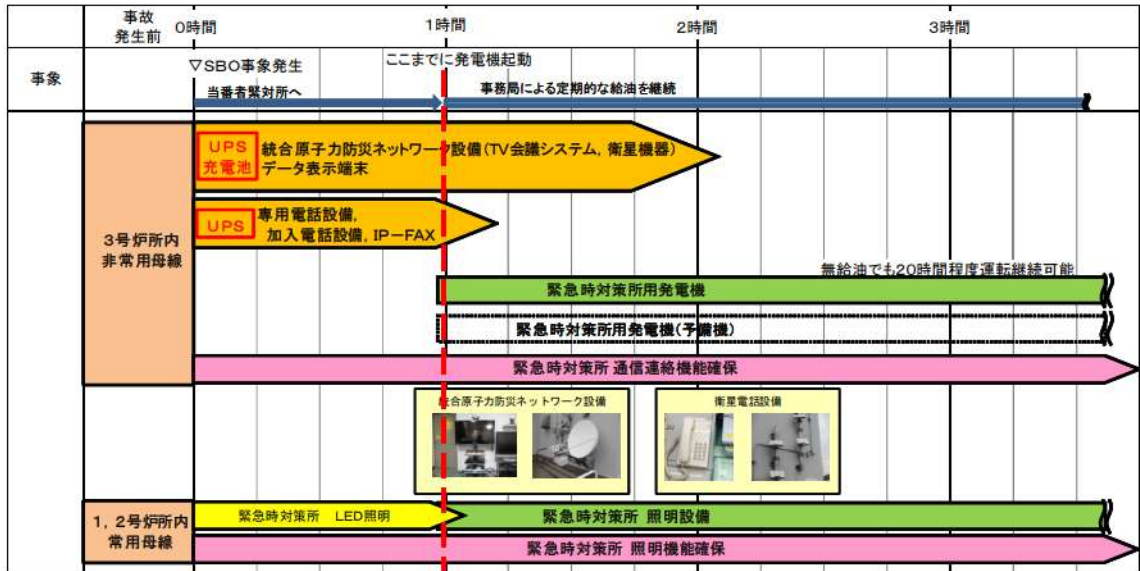 事故
発生前
0時間
1時間
2時間
3時間
事象
▽SBO事象発生
ここまでに発電機起動
当番者緊対所へ
事務局による定期的な給油を継続
3号炉所内
非常用母線
UPS
充電池
統合原子力防災ネットワーク設備(TV会議システム, 衛星機器)
データ表示端末
UPS
専用電話設備,
加入電話設備, IP-FAX
無給油でも20時間程度運転継続可能
緊急時対策所用発電機
緊急時対策所用発電機(予備機)
緊急時対策所 通信連絡機能確保
統合原子力防災ネットワーク設備
衛星電話設備
1, 2号炉所内
常用母線
緊急時対策所 LED照明
緊急時対策所 照明設備
緊急時対策所 照明機能確保